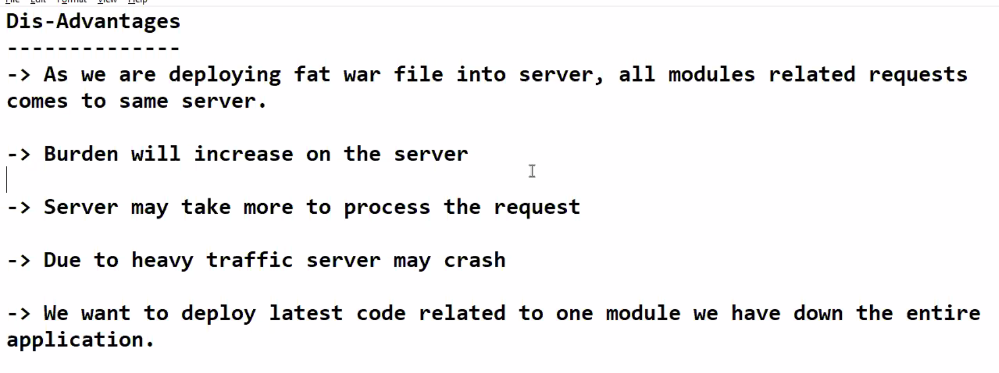 File Edit Format View Help
Dis-Advantages
--------------
-> As we are deploying fat war file into server, all modules related requests
comes to same server.
-> Burden will increase on the server
-> Server may take more to process the request
-> Due to heavy traffic server may crash
-> We want to deploy latest code related to one module we have down the entire
application.